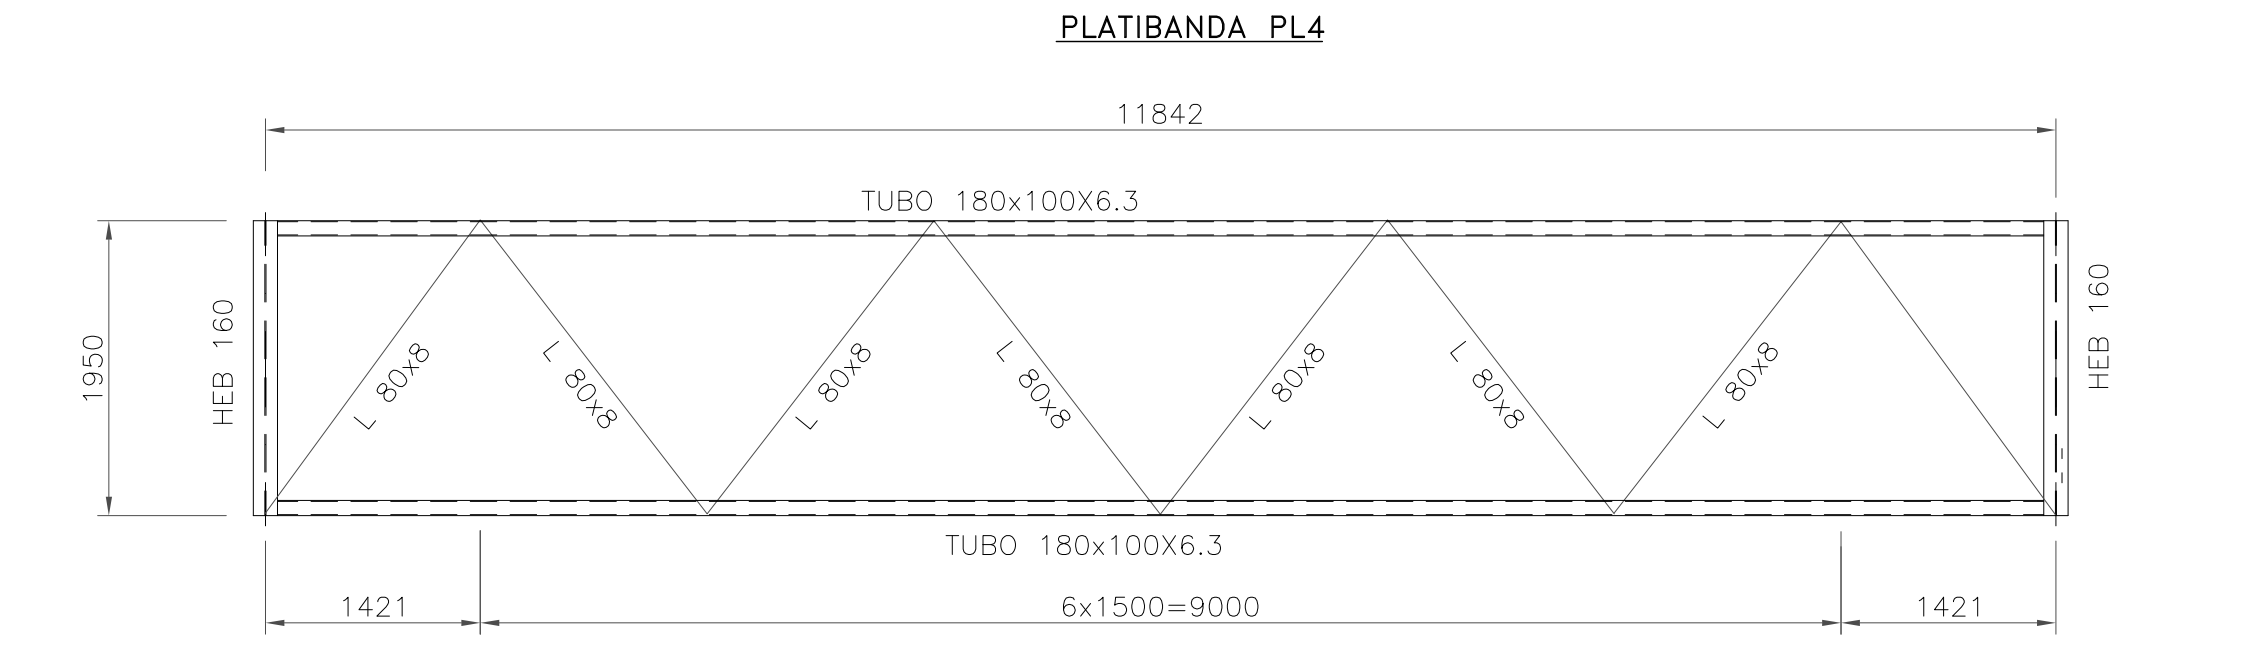 PLATIBANDA PL4
11842
TUBO 180x100X6.3
1950
HEB 160
L 80x8
L 80x8
L 80x8
L 80x8
L 80x8
L 80x8
L 80x8
HEB 160
TUBO 180x100X6.3
1421
6x1500=9000
1421